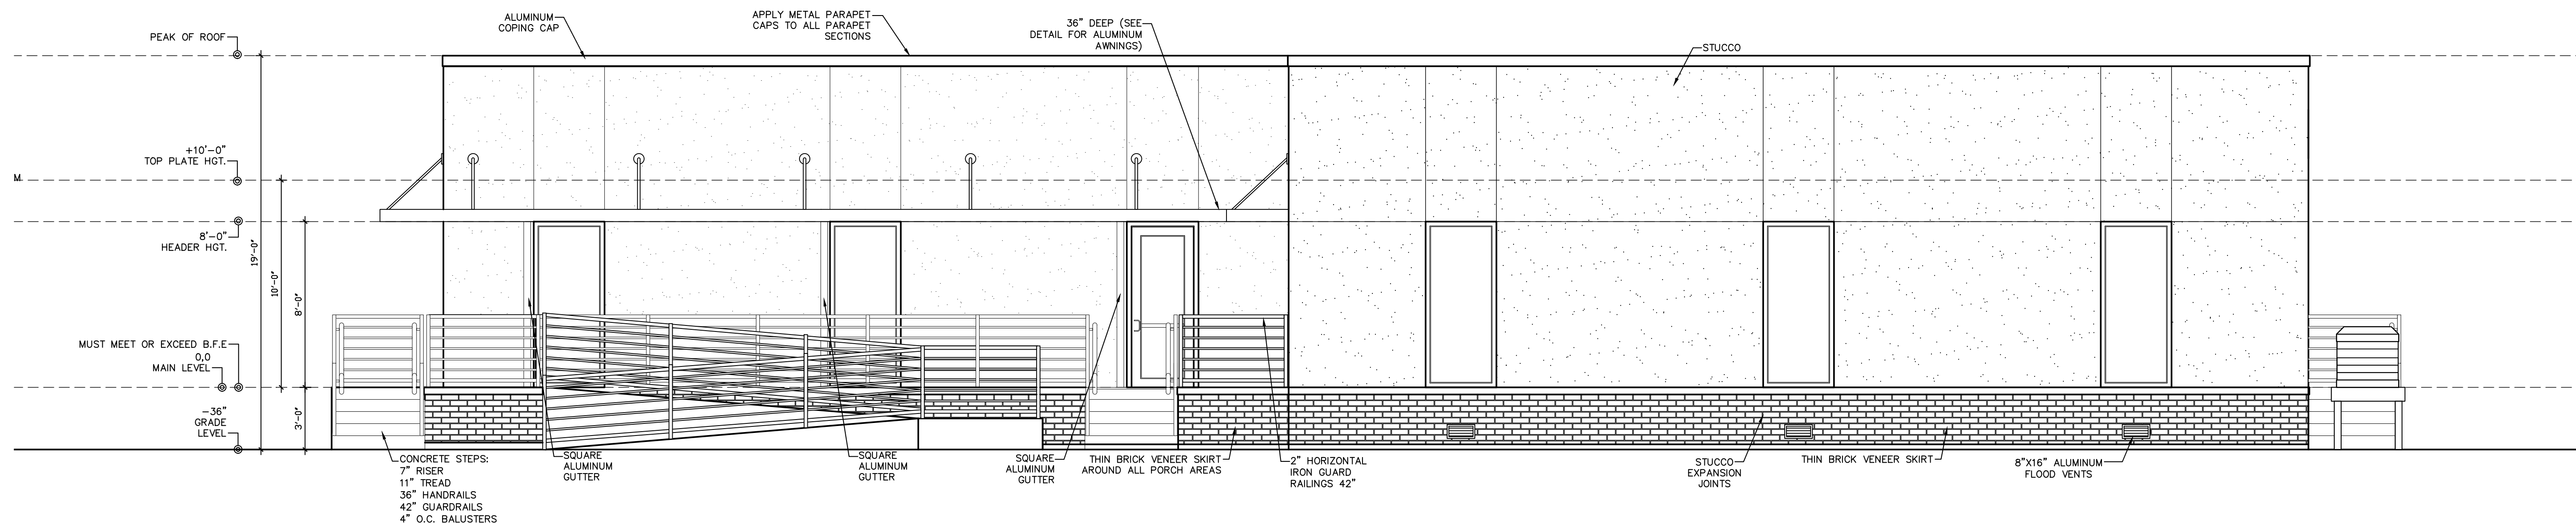 PEAK OF ROOF
ALUMINUM
COPING CAP
APPLY METAL PARAPET
CAPS TO ALL PARAPET
SECTIONS
36" DEEP (SEE
DETAIL FOR ALUMINUM
AWNINGS)
STUCCO
+10'-0"
TOP PLATE HGT.
M
8'-0"
HEADER HGT.
19'-0"
10'-0"
8'-0"
MUST MEET OR EXCEED B.F.E
0,0
MAIN LEVEL
-36"
GRADE
LEVEL
3'-0"
CONCRETE STEPS:
7" RISER
11" TREAD
36" HANDRAILS
42" GUARDRAILS
4" O.C. BALUSTERS
SQUARE
ALUMINUM
GUTTER
SQUARE
ALUMINUM
GUTTER
SQUARE
ALUMINUM
GUTTER
THIN BRICK VENEER SKIRT
AROUND ALL PORCH AREAS
2" HORIZONTAL
IRON GUARD
RAILINGS 42"
STUCCO
EXPANSION
JOINTS
THIN BRICK VENEER SKIRT
8"X16" ALUMINUM
FLOOD VENTS